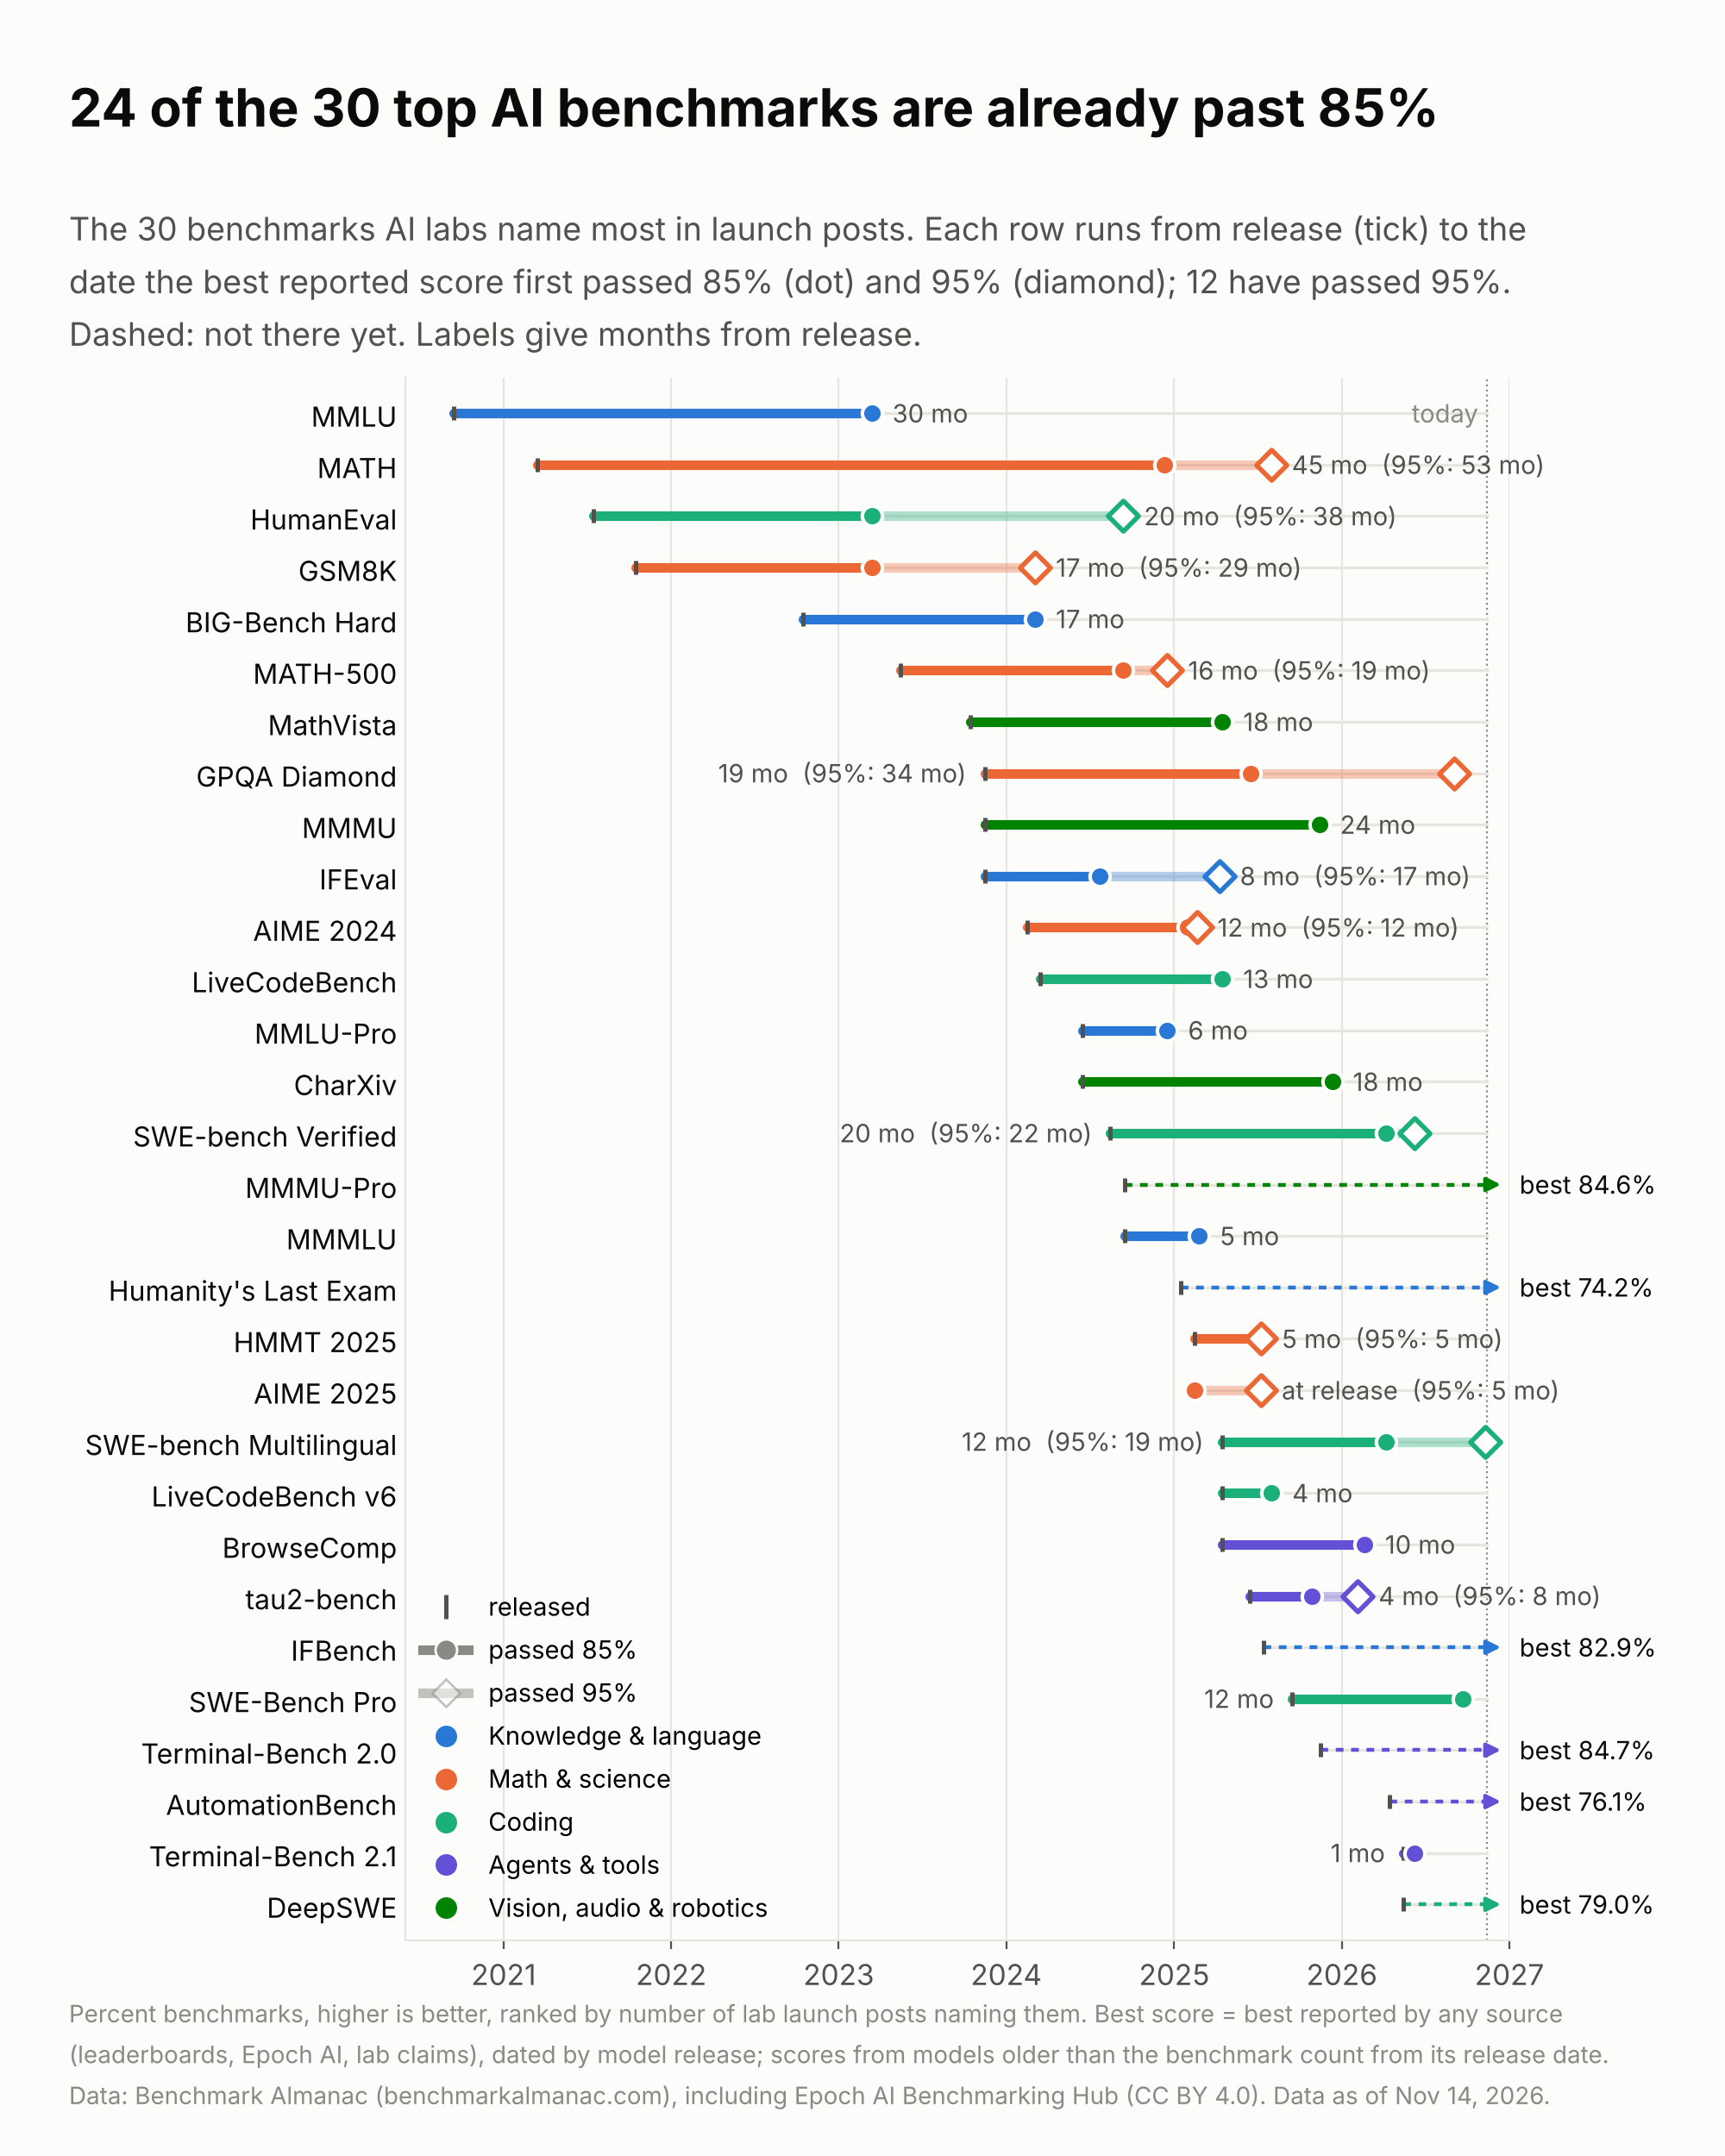 24 of the 30 top AI benchmarks are already past 85%
The 30 benchmarks AI labs name most in launch posts. Each row runs from release (tick) to the
date the best reported score first passed 85% (dot) and 95% (diamond); 12 have passed 95%.
Dashed: not there yet. Labels give months from release.
MMLU 30 mo today
MATH 45 mo (95%: 53 mo)
HumanEval 20 mo (95%: 38 mo)
GSM8K 17 mo (95%: 29 mo)
BIG-Bench Hard 17 mo
MATH-500 16 mo (95%: 19 mo)
MathVista 18 mo
GPQA Diamond 19 mo (95%: 34 mo)
MMMU 24 mo
IFEval 8 mo (95%: 17 mo)
AIME 2024 12 mo (95%: 12 mo)
LiveCodeBench 13 mo
MMLU-Pro 6 mo
CharXiv 18 mo
SWE-bench Verified 20 mo (95%: 22 mo)
MMMU-Pro best 84.6%
MMMLU 5 mo
Humanity's Last Exam best 74.2%
HMMT 2025 5 mo (95%: 5 mo)
AIME 2025 at release (95%: 5 mo)
SWE-bench Multilingual 12 mo (95%: 19 mo)
LiveCodeBench v6 4 mo
BrowseComp 10 mo
tau2-bench 4 mo (95%: 8 mo)
IFBench best 82.9%
SWE-Bench Pro 12 mo
Terminal-Bench 2.0 best 84.7%
AutomationBench best 76.1%
Terminal-Bench 2.1 1 mo
DeepSWE best 79.0%
released
passed 85%
passed 95%
Knowledge & language
Math & science
Coding
Agents & tools
Vision, audio & robotics
2021 2022 2023 2024 2025 2026 2027
Percent benchmarks, higher is better, ranked by number of lab launch posts naming them. Best score = best reported by any source
(leaderboards, Epoch AI, lab claims), dated by model release; scores from models older than the benchmark count from its release date.
Data: Benchmark Almanac (benchmarkalmanac.com), including Epoch AI Benchmarking Hub (CC BY 4.0). Data as of Nov 14, 2026.